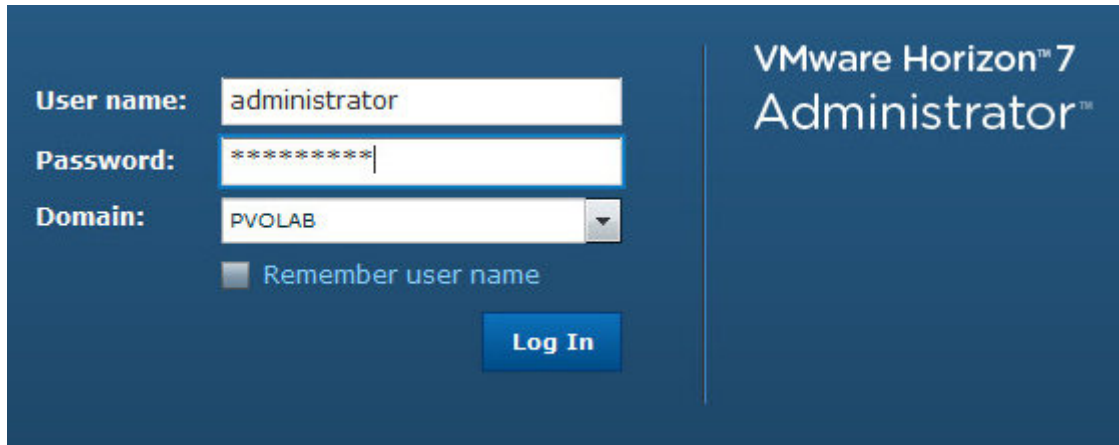 User name: administrator
Password: *********
Domain: PVOLAB
Remember user name
Log In
VMware Horizon™ 7
Administrator™